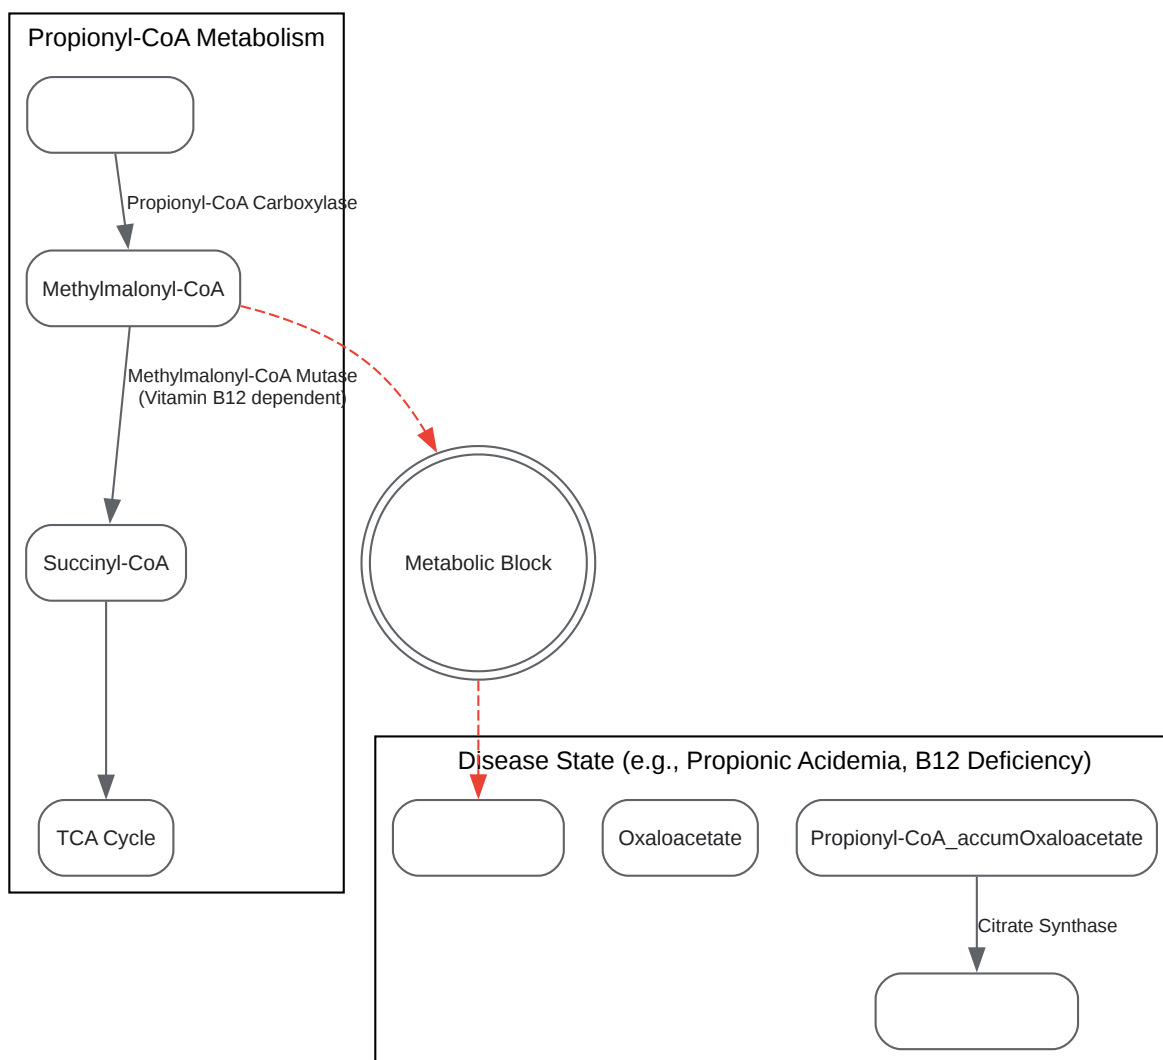 Propionyl-CoA Metabolism
Propionyl-CoA Carboxylase
Methylmalonyl-CoA
Methylmalonyl-CoA Mutase
(Vitamin B12 dependent)
Succinyl-CoA
TCA Cycle
Metabolic Block
Disease State (e.g., Propionic Acidemia, B12 Deficiency)
Oxaloacetate
Propionyl-CoA_accumOxaloacetate
Citrate Synthase